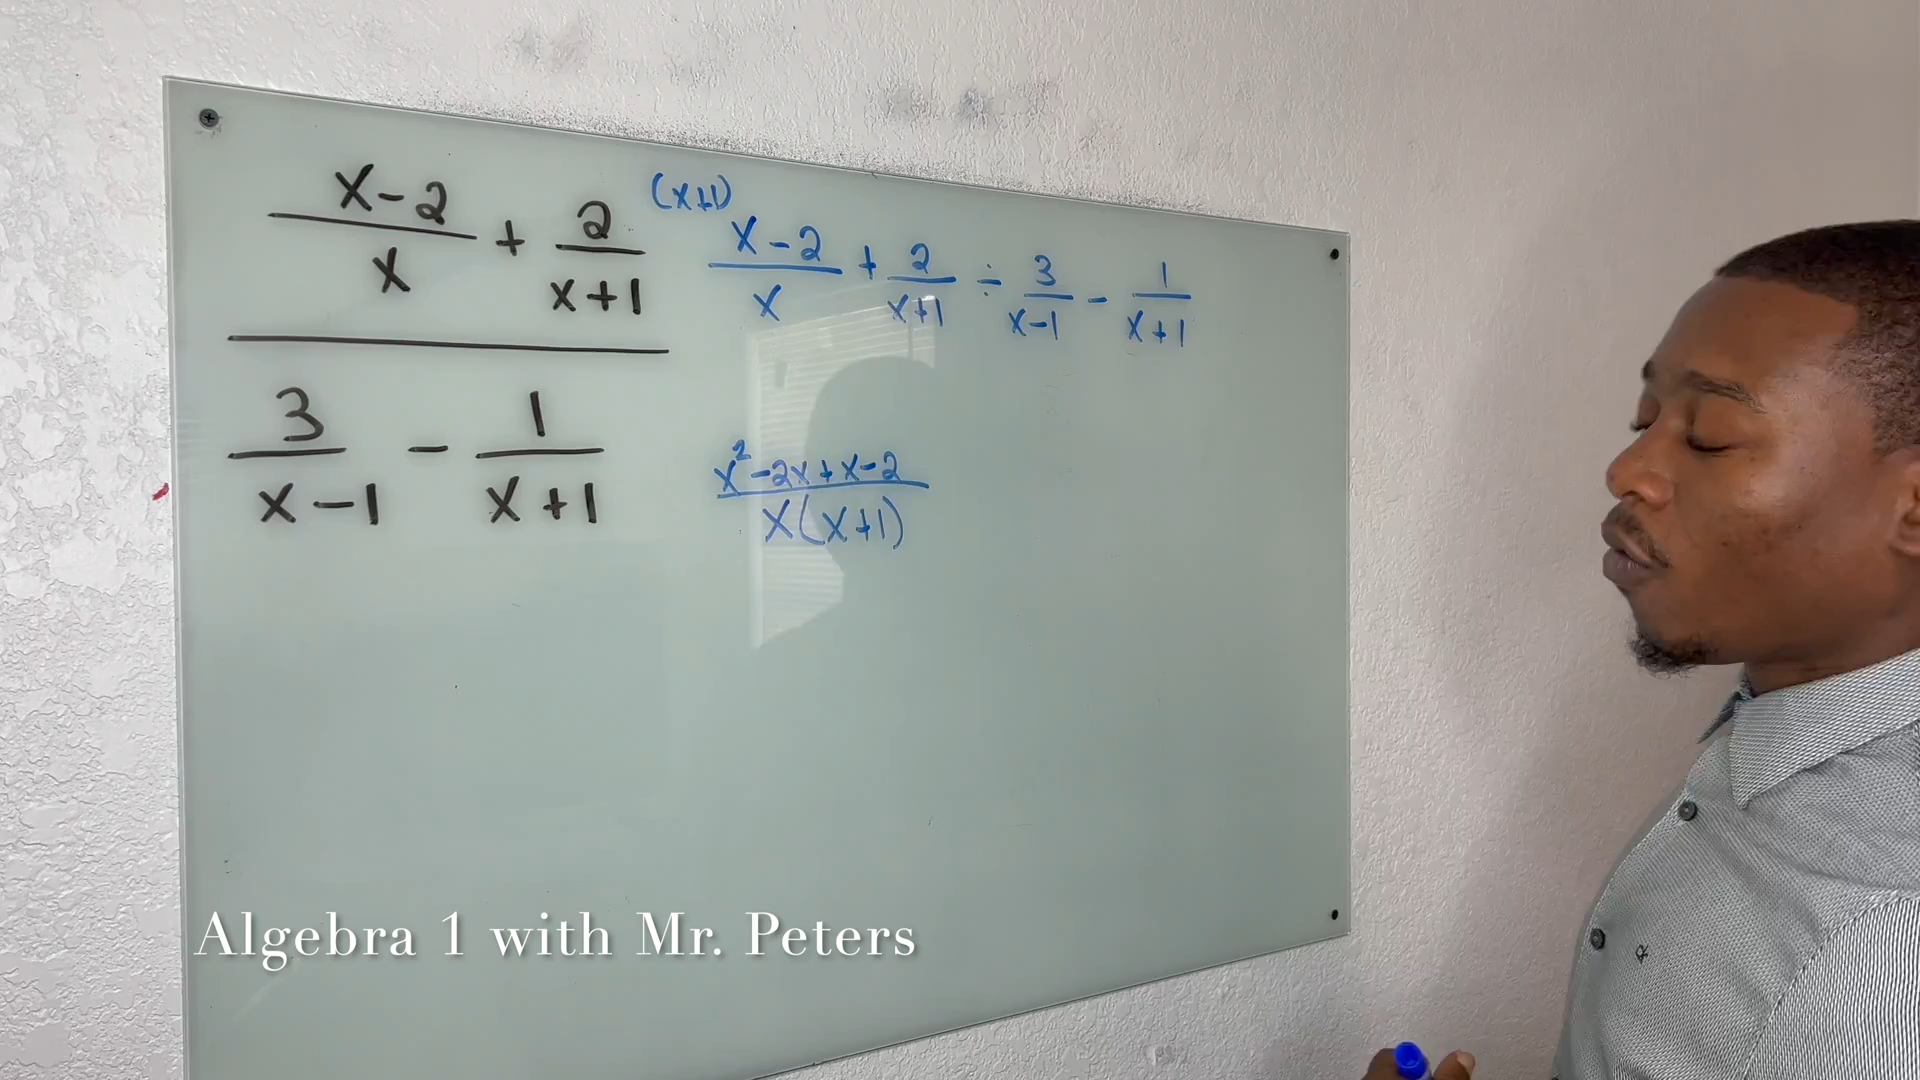 x-2/x + 2/x+1
3/x-1 - 1/x+1
(x+1)
x-2/x + 2/x+1 ÷ 3/x-1 - 1/x+1
x²-2x+x-2/x(x+1)
Algebra 1 with Mr. Peters